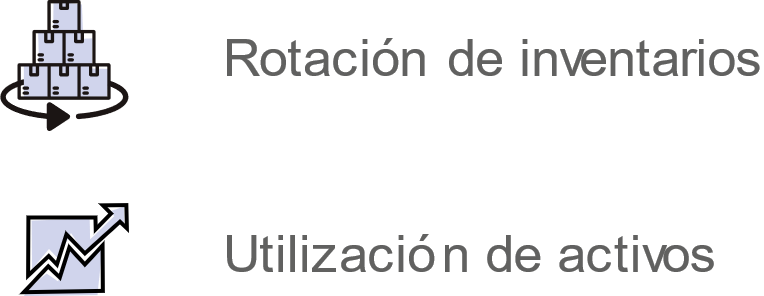 Rotación de inventarios
Utilización de activos